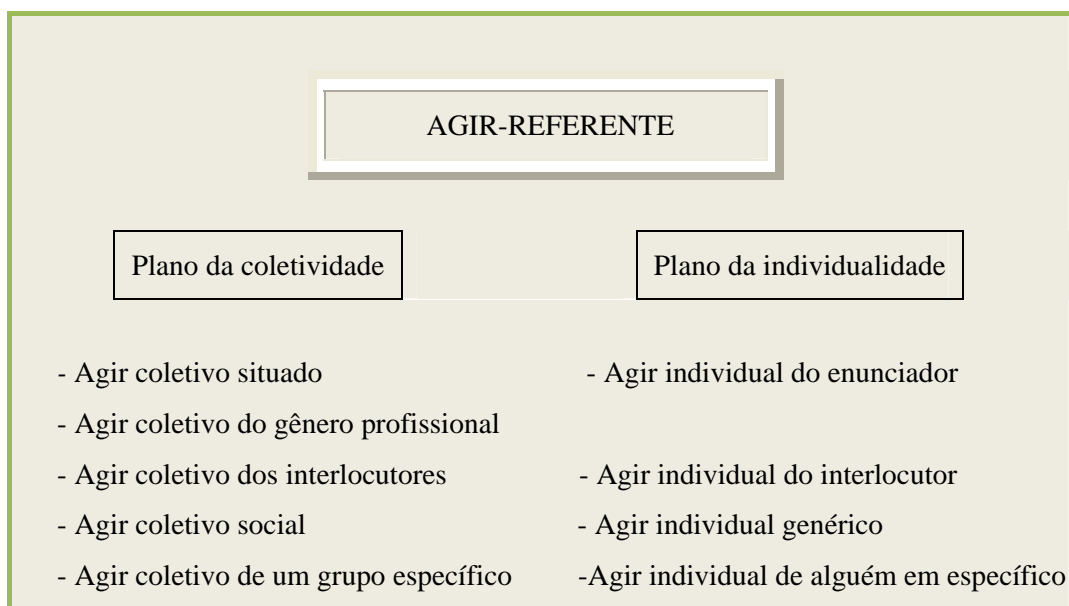 AGIR-REFERENTE
Plano da coletividade
Plano da individualidade
- Agir coletivo situado
- Agir individual do enunciador
- Agir coletivo do gênero profissional
- Agir coletivo dos interlocutores
- Agir individual do interlocutor
- Agir coletivo social
- Agir individual genérico
- Agir coletivo de um grupo específico
-Agir individual de alguém em específico